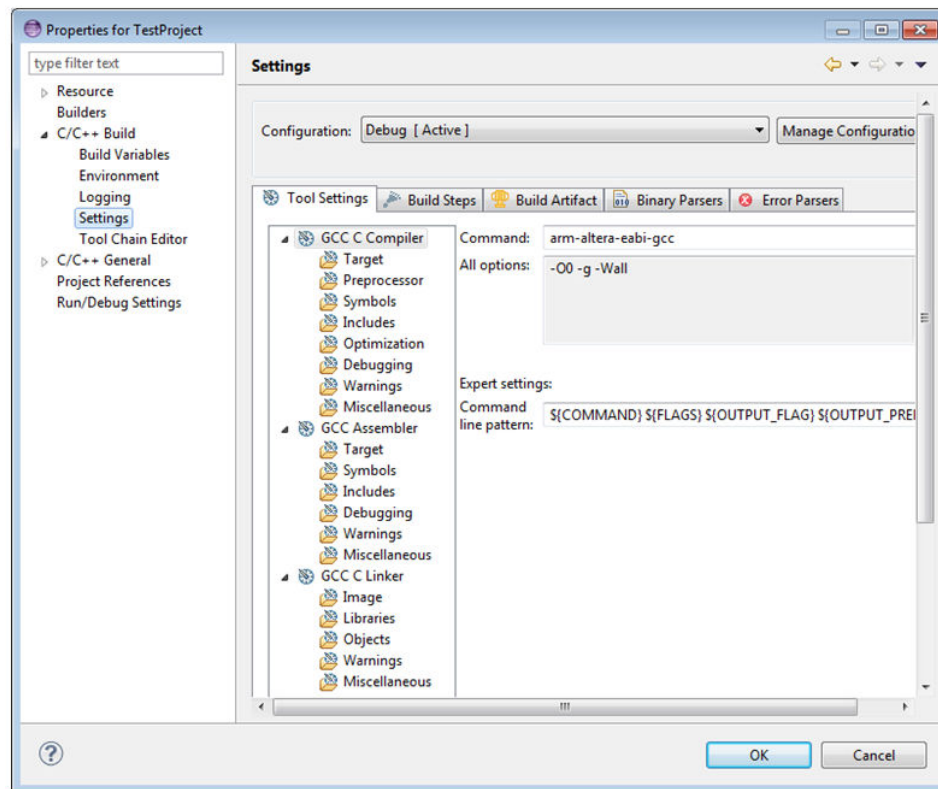 Properties for TestProject
type filter text
Resource
Builders
C/C++ Build
Build Variables
Environment
Logging
Settings
Tool Chain Editor
C/C++ General
Project References
Run/Debug Settings
Settings
Configuration: Debug [ Active ] Manage Configuratio
Tool Settings Build Steps Build Artifact Binary Parsers Error Parsers
GCC C Compiler
Target
Preprocessor
Symbols
Includes
Optimization
Debugging
Warnings
Miscellaneous
GCC Assembler
Target
Symbols
Includes
Debugging
Warnings
Miscellaneous
GCC C Linker
Image
Libraries
Objects
Warnings
Miscellaneous
Command: arm-altera-eabi-gcc
All options: -O0 -g -Wall
Expert settings:
Command
line pattern: ${COMMAND} ${FLAGS} ${OUTPUT_FLAG} ${OUTPUT_PREI
OK Cancel